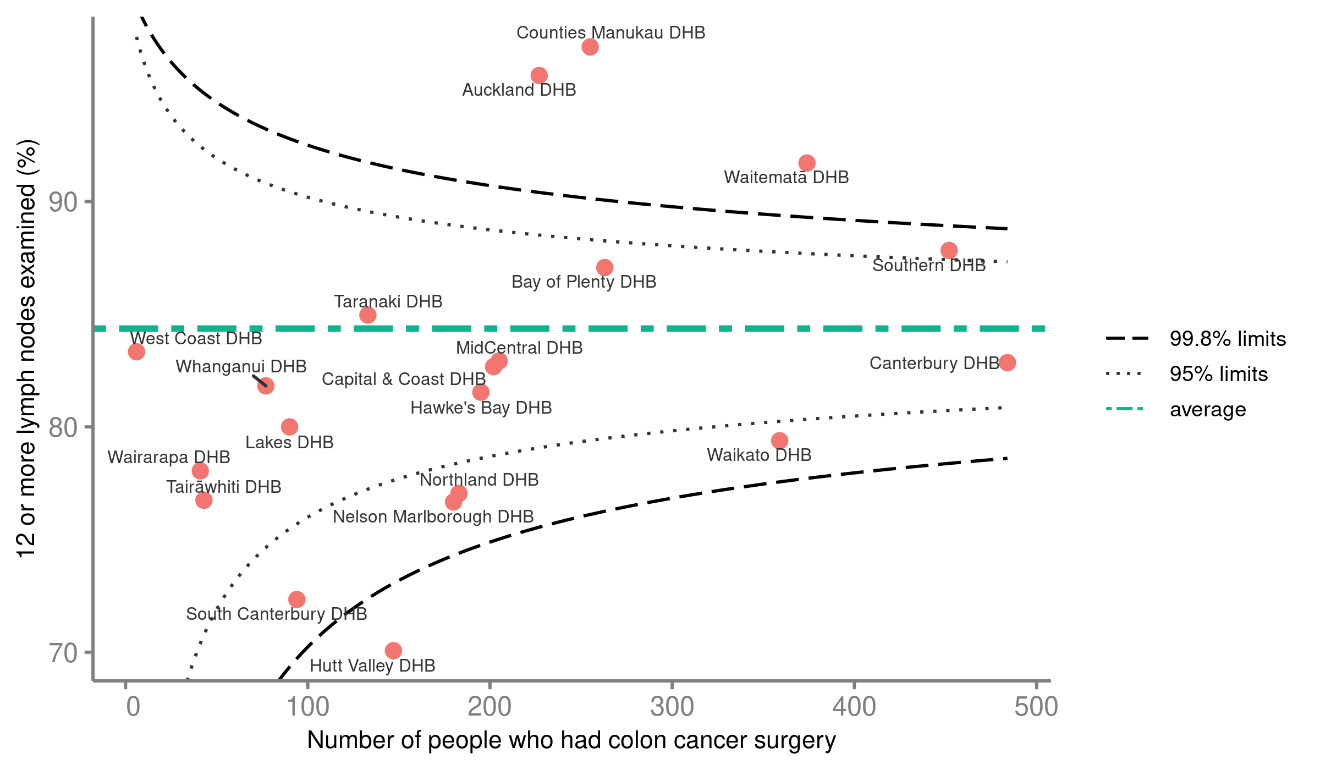 12 or more lymph nodes examined (%)
90
80
70
Counties Manukau DHB
Auckland DHB
Waitematā DHB
Southern DHB
Bay of Plenty DHB
Taranaki DHB
West Coast DHB
MidCentral DHB
Whanganui DHB
Canterbury DHB
Capital & Coast DHB
Hawke's Bay DHB
Lakes DHB
Waikato DHB
Wairarapa DHB
Northland DHB
Tairāwhiti DHB
Nelson Marlborough DHB
South Canterbury DHB
Hutt Valley DHB
0 100 200 300 400 500
Number of people who had colon cancer surgery
99.8% limits
95% limits
average